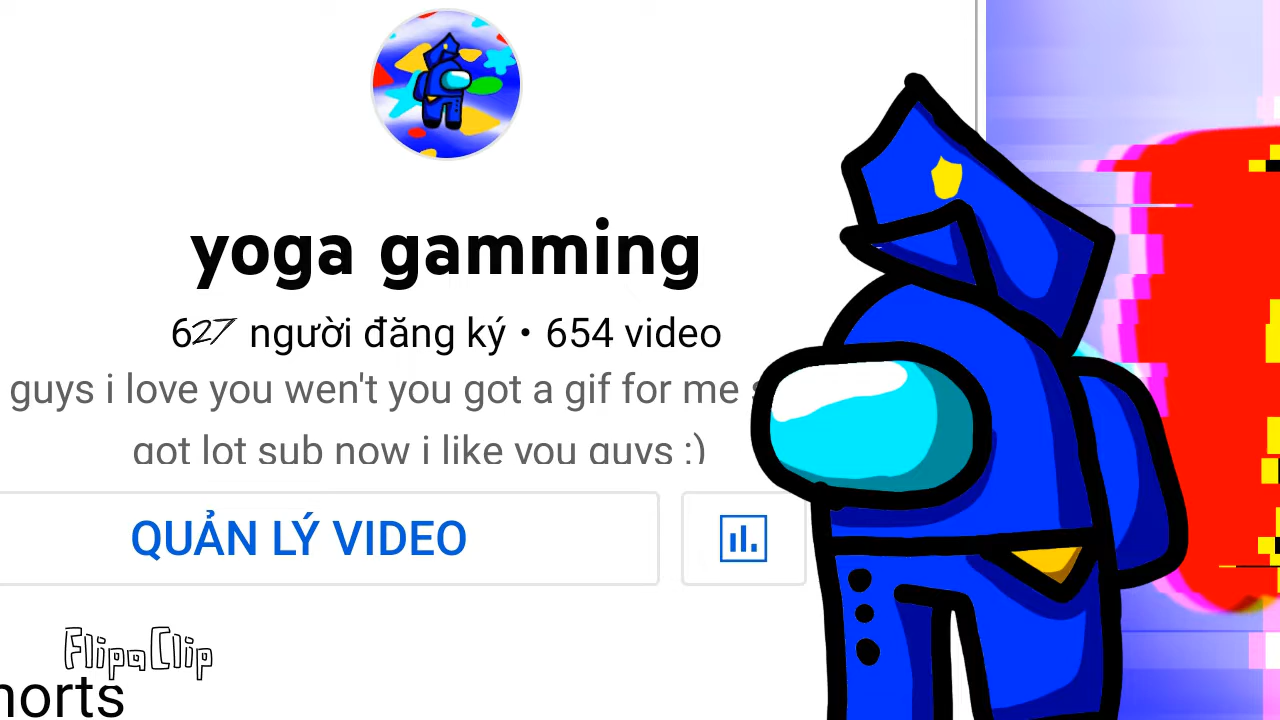 yoga gamming
627 người đăng ký • 654 video
guys i love you wen't you got a gif for me
got lot sub now i like you guys :)
QUẢN LÝ VIDEO
FlipaClip
horts